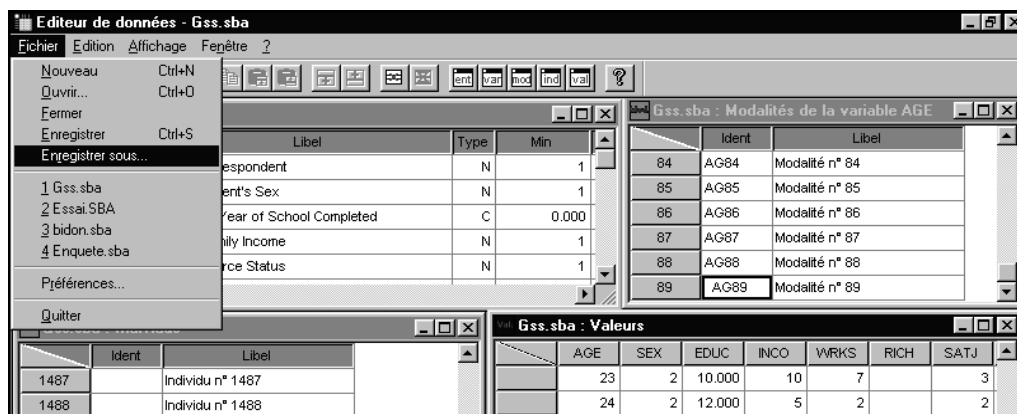 Editeur de données - Gss.sba
Fichier Edition Affichage Fenêtre ?
Nouveau Ctrl+N
Ouvrir... Ctrl+O
Fermer
Enregistrer Ctrl+S
Enregistrer sous...
1 Gss.sba
2 Essai.SBA
3 bidon.sba
4 Enquete.sba
Préférences...
Quitter
ent var mod ind val ?
Libel Type Min
espondent N 1
ent's Sex N 1
Year of School Completed C 0.000
mily Income N 1
rce Status N 1
Gss.sba : Modalités de la variable AGE
Ident Libel
84 AG84 Modalité n° 84
85 AG85 Modalité n° 85
86 AG86 Modalité n° 86
87 AG87 Modalité n° 87
88 AG88 Modalité n° 88
89 AG89 Modalité n° 89
Ident Libel
1487 Individu n° 1487
1488 Individu n° 1488
Val. Gss.sba : Valeurs
AGE SEX EDUC INCO WRKS RICH SATJ
23 2 10.000 10 7 3
24 2 12.000 5 2 2